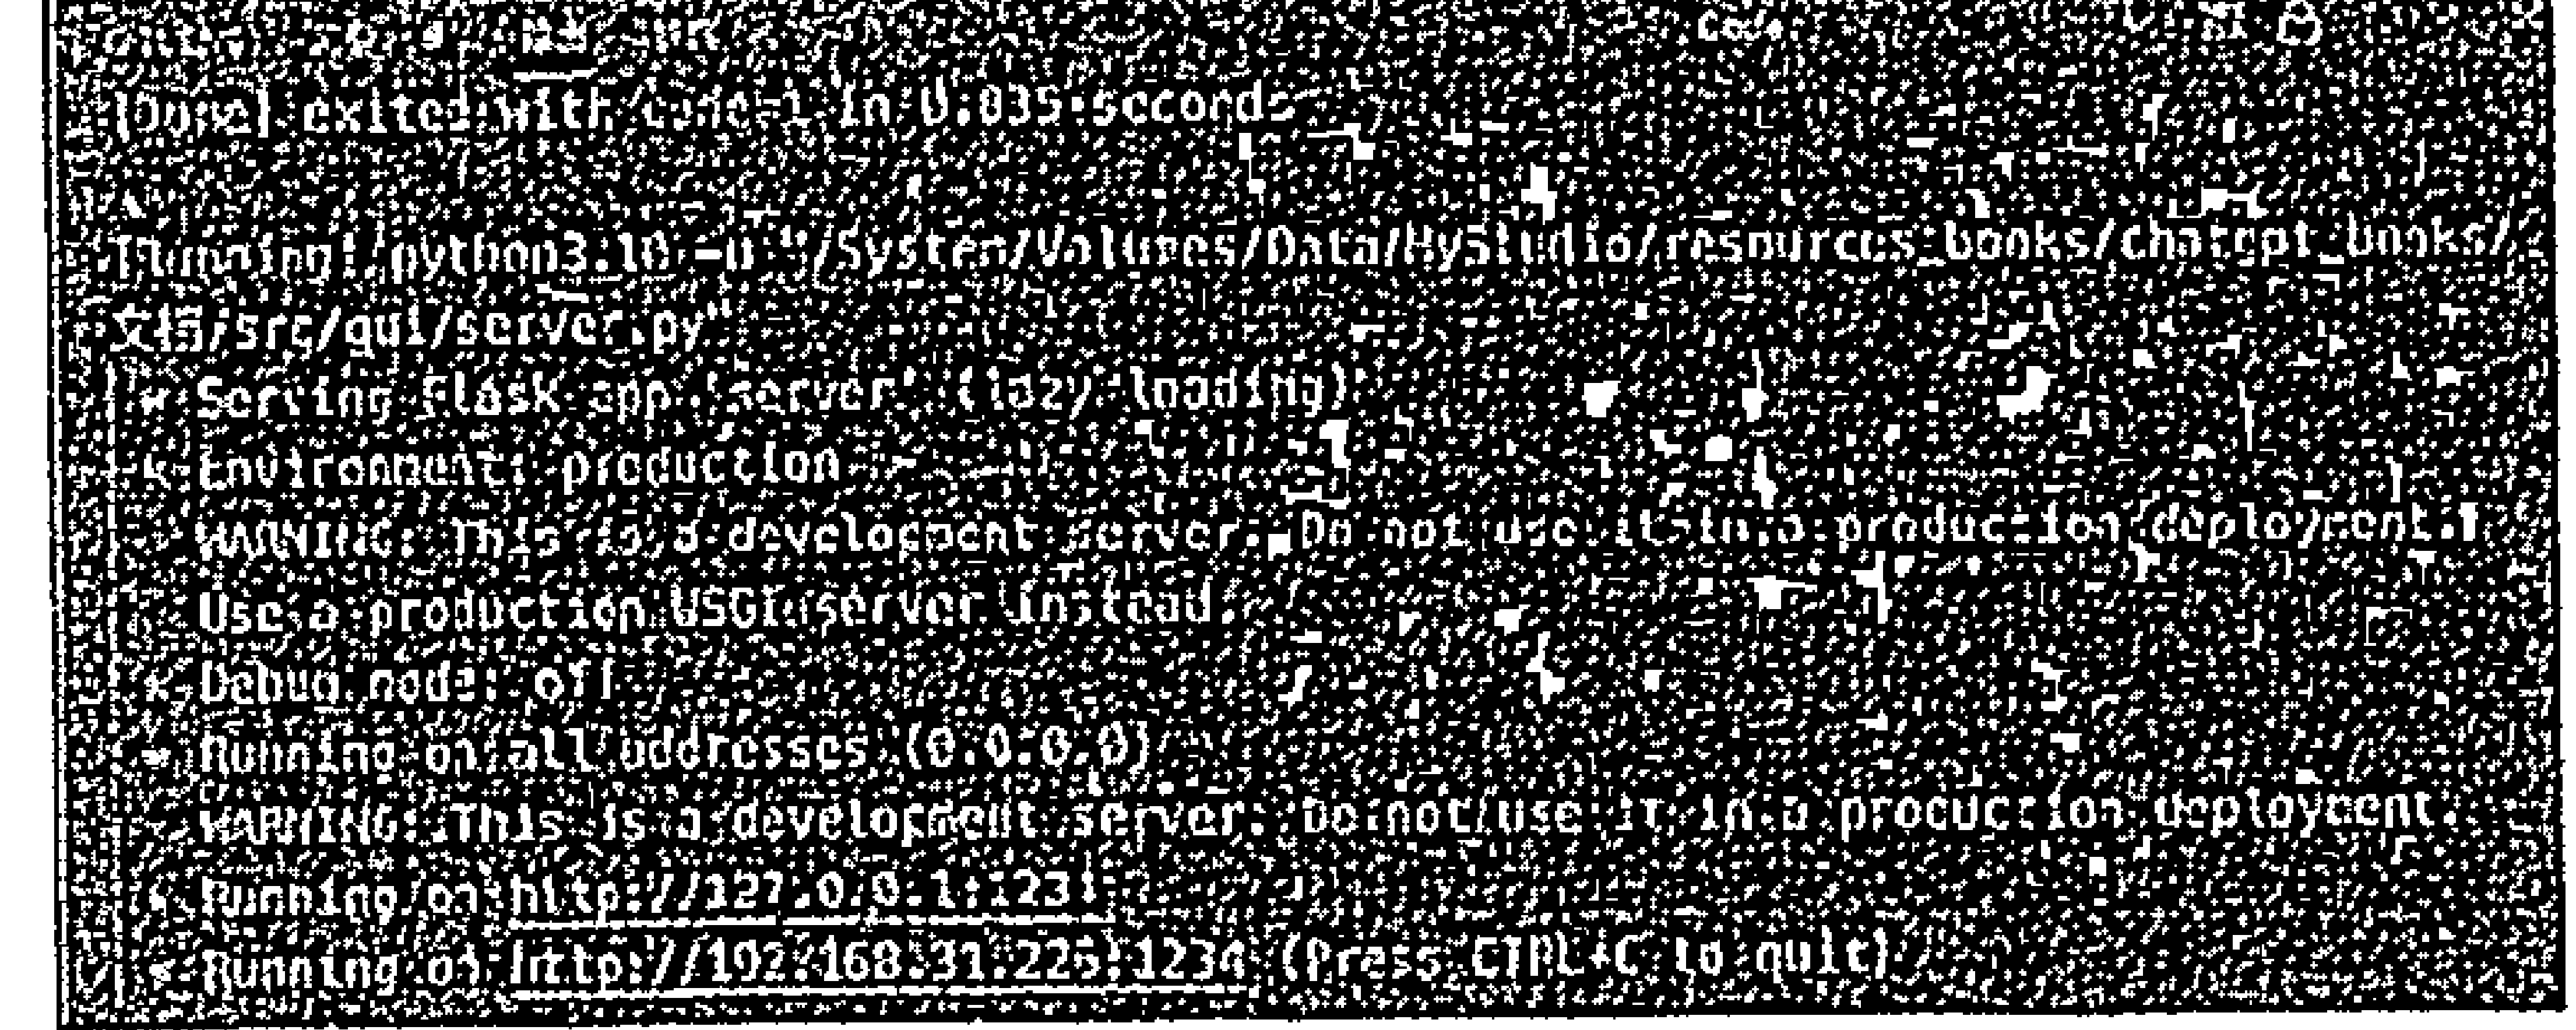 [Done] exited with code=1 in 0.035 seconds
[Running] python3.10 -u "/System/Volumes/Data/MyStudio/resources_books/chatgpt_books/
文档/src/gui/server.py"
* Serving Flask app 'server' (lazy loading)
* Environment: production
WARNING: This is a development server. Do not use it in a production deployment.
Use a production WSGI server instead.
* Debug mode: off
* Running on all addresses (0.0.0.0)
WARNING: This is a development server. Do not use it in a production deployment.
* Running on http://127.0.0.1:1234
* Running on http://192.168.31.225:1234 (Press CTRL+C to quit)